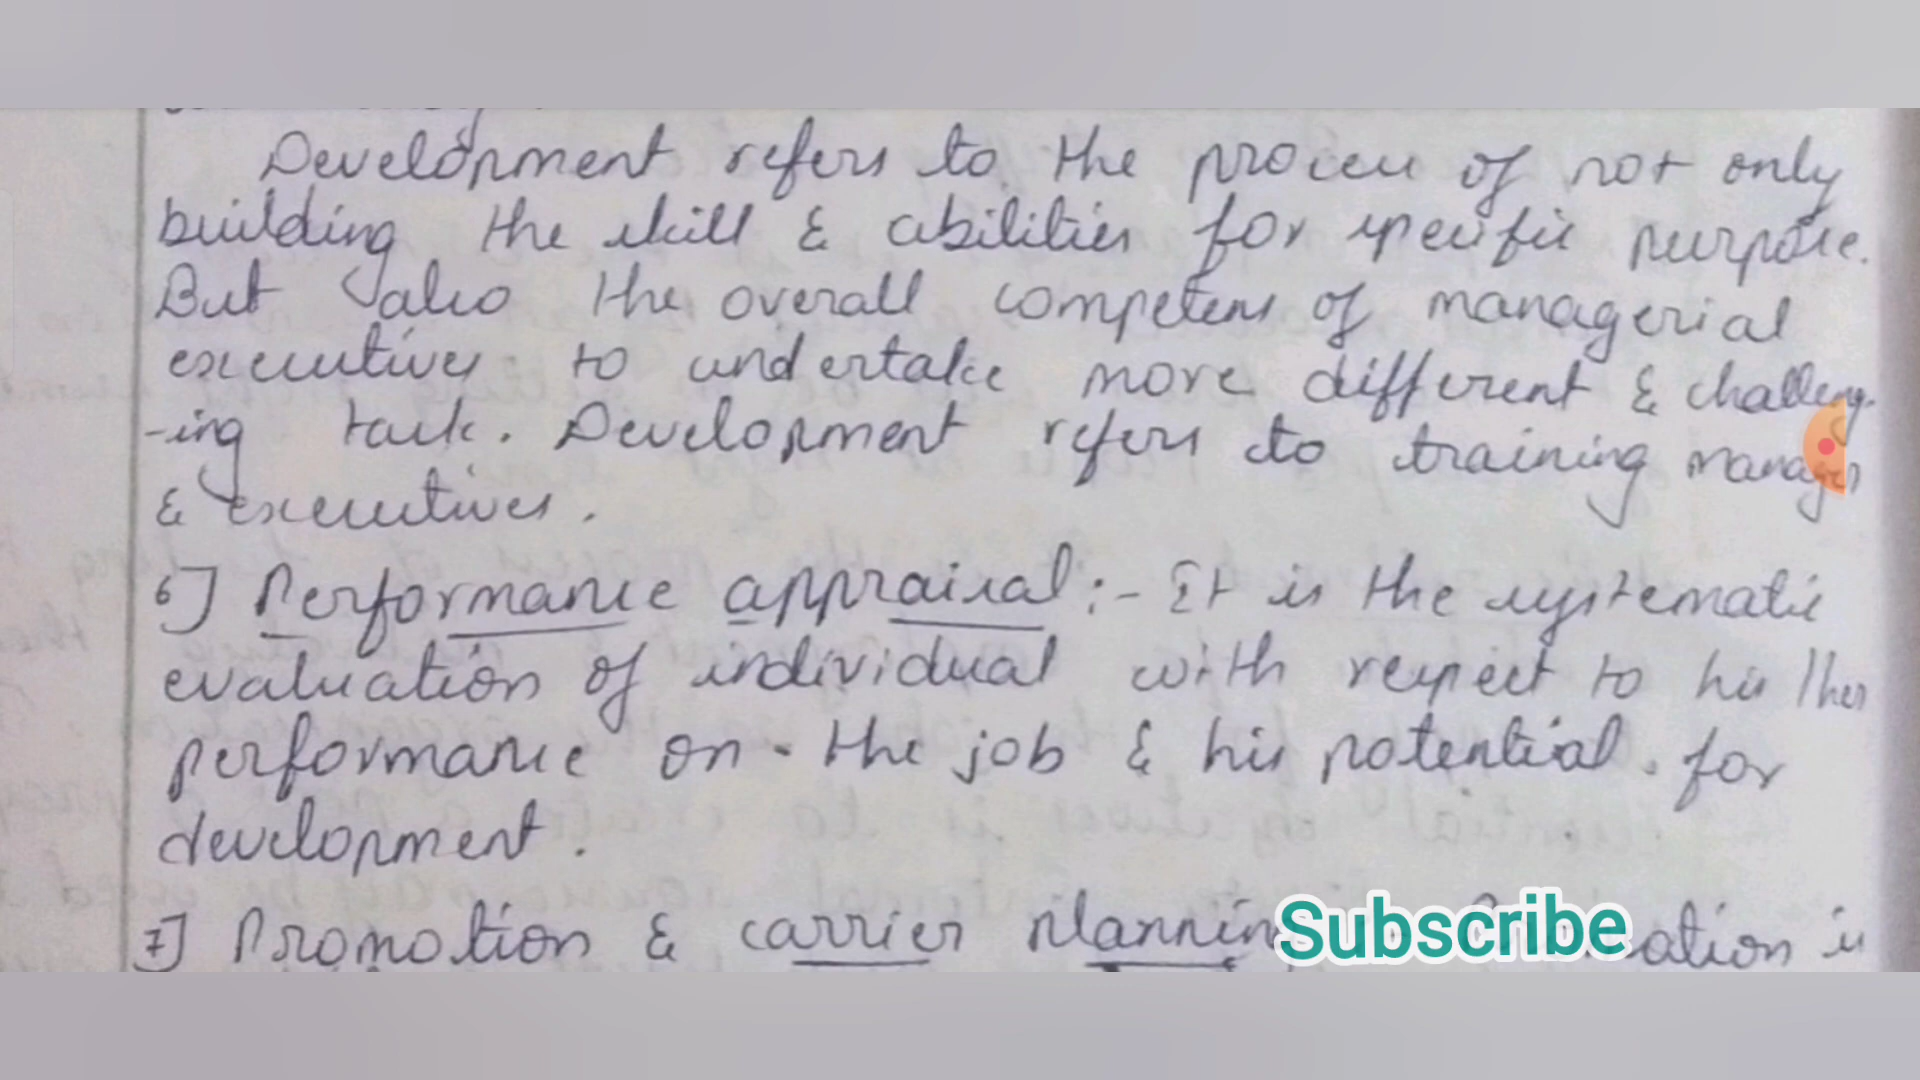 Development refers to the process of not only
building the skill & abilities for specific purpose.
But also the overall competens of managerial
executives to undertake more different & challeng-
-ing task. Development refers to training manages
& executives.
6] Performance appraisal :- It is the systematic
evaluation of individual with respect to his/her
performance on the job & his potential for
development.
7] Promotion & carrier planning is
Subscribe